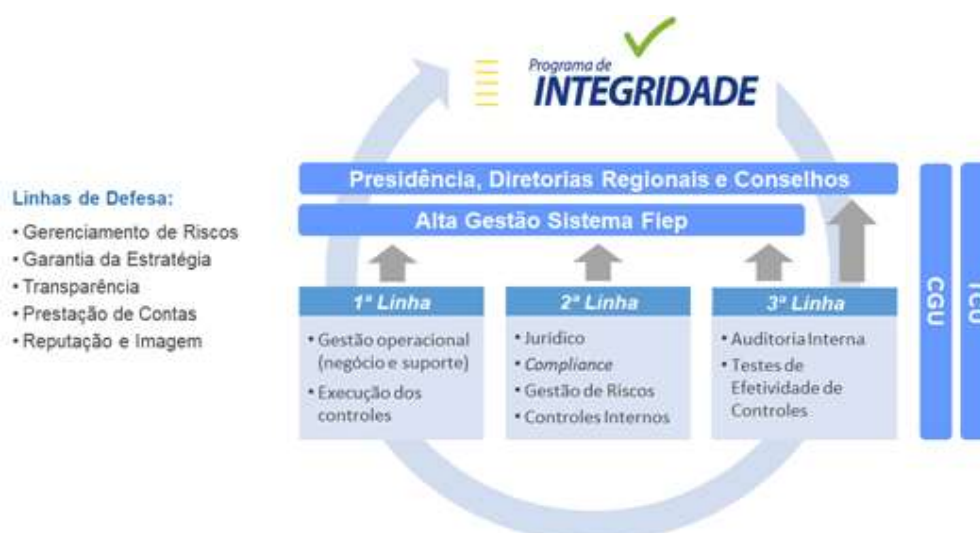 Programa de
INTEGRIDADE
Linhas de Defesa:
• Gerenciamento de Riscos
• Garantia da Estratégia
• Transparência
• Prestação de Contas
• Reputação e Imagem
Presidência, Diretorias Regionais e Conselhos
Alta Gestão Sistema Fiep
1ª Linha
• Gestão operacional
(negócio e suporte)
• Execução dos
controles
2ª Linha
• Jurídico
• Compliance
• Gestão de Riscos
• Controles Internos
3ª Linha
• Auditoria Interna
• Testes de
Efetividade de
Controles
CGU
TCU